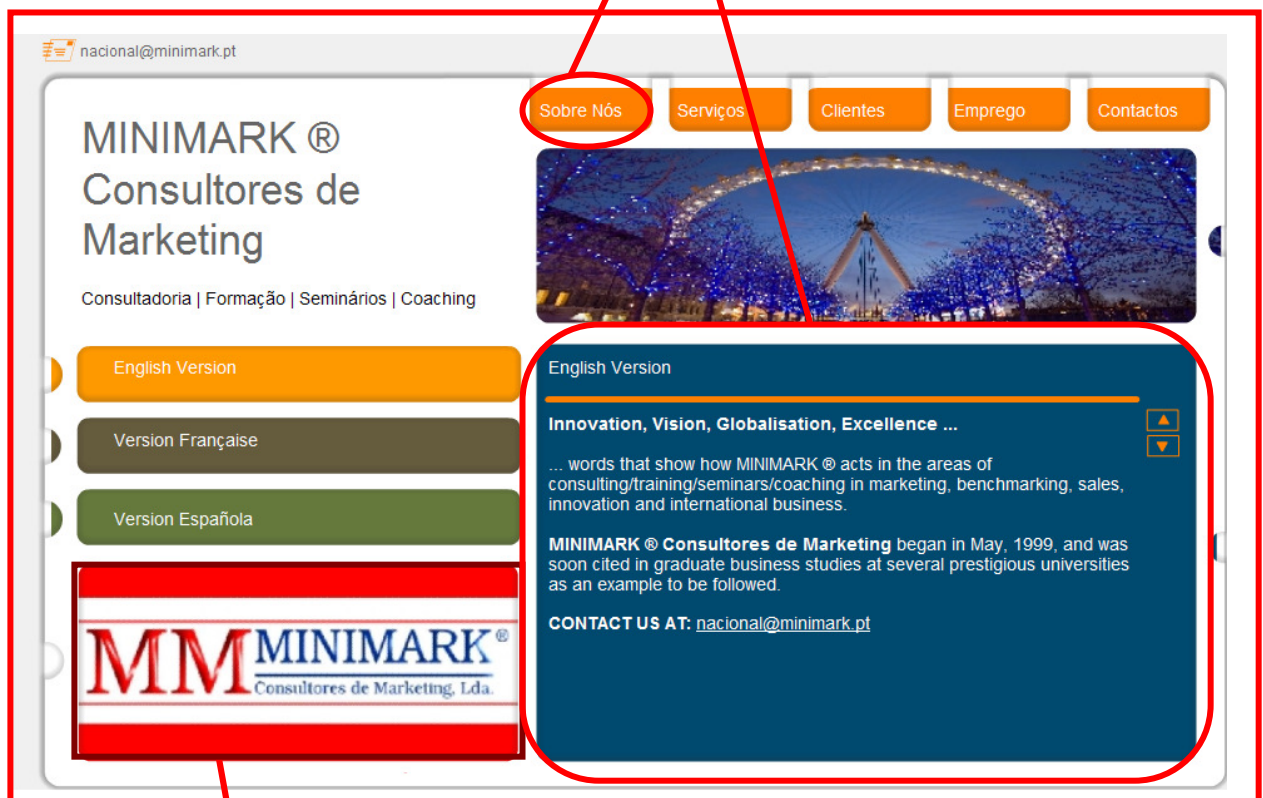 nacional@minimark.pt
Sobre Nós
Serviços
Clientes
Emprego
Contactos
MINIMARK ®
Consultores de
Marketing
Consultadoria | Formação | Seminários | Coaching
English Version
Version Française
Version Española
MM MINIMARK®
Consultores de Marketing, Lda.
English Version
Innovation, Vision, Globalisation, Excellence ...
... words that show how MINIMARK ® acts in the areas of
consulting/training/seminars/coaching in marketing, benchmarking, sales,
innovation and international business.
MINIMARK ® Consultores de Marketing began in May, 1999, and was
soon cited in graduate business studies at several prestigious universities
as an example to be followed.
CONTACT US AT: nacional@minimark.pt